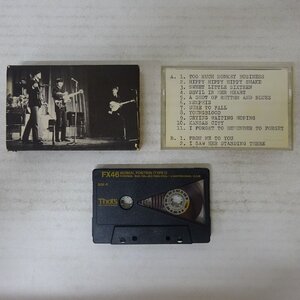 A. 1. TOO MUCH MONKEY BUSINESS
2. HIPPY HIPPY HIPPY SHAKE
3. SWEET LITTLE SIXTEEN
4. DEVIL IN HER HEART
5. A SHOT OF RHYTHM AND BLUES
6. MEMPHIS
7. SURE TO FALL
8. YOUNGBLOOD
9. CRYING WAITING HOPING
10. KANSAS CITY
11. I FORGOT TO REMEMBER TO FORGET
B. 1. FROM ME TO YOU
2. I SAW HER STANDING THERE
FX46 NORMAL POSITION (TYPE I)
That's